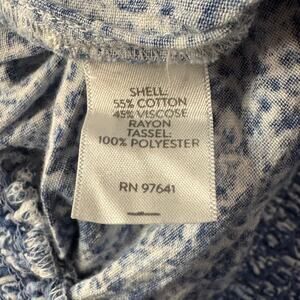 SHELL:
55% COTTON
45% VISCOSE
RAYON
TASSEL:
100% POLYESTER
RN 97641